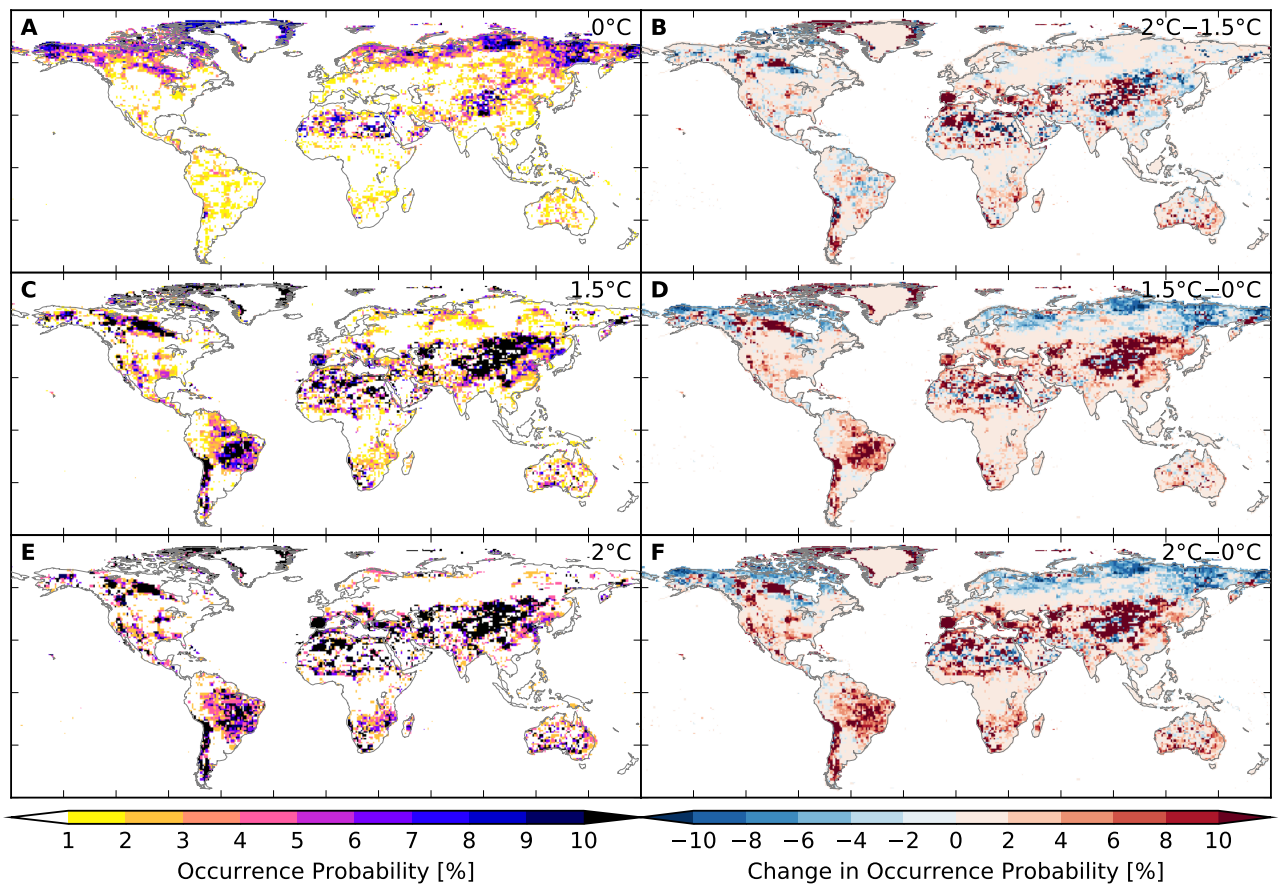 A 0°C
B 2°C−1.5°C
C 1.5°C
D 1.5°C−0°C
E 2°C
F 2°C−0°C
1 2 3 4 5 6 7 8 9 10
−10 −8 −6 −4 −2 0 2 4 6 8 10
Occurrence Probability [%]
Change in Occurrence Probability [%]